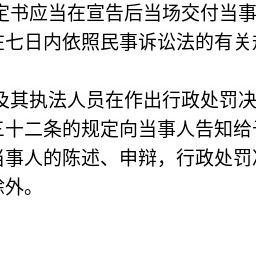 定书应当在宣告后当场交付当事
在七日内依照民事诉讼法的有关
及其执法人员在作出行政处罚决
三十二条的规定向当事人告知给
当事人的陈述、申辩，行政处罚
除外。